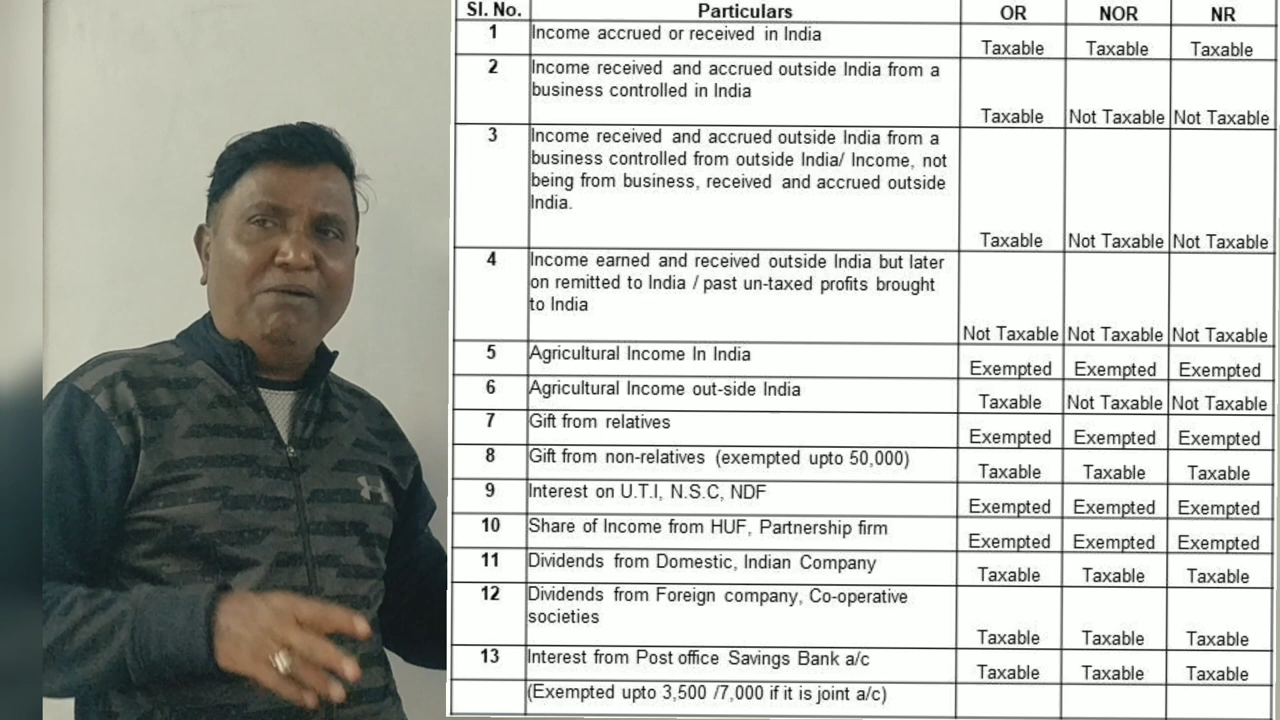 Sl. No. Particulars OR NOR NR
1 Income accrued or received in India Taxable Taxable Taxable
2 Income received and accrued outside India from a
business controlled in India
Taxable Not Taxable Not Taxable
3 Income received and accrued outside India from a
business controlled from outside India/ Income, not
being from business, received and accrued outside
India.
Taxable Not Taxable Not Taxable
4 Income earned and received outside India but later
on remitted to India / past un-taxed profits brought
to India
Not Taxable Not Taxable Not Taxable
5 Agricultural Income In India Exempted Exempted Exempted
6 Agricultural Income out-side India Taxable Not Taxable Not Taxable
7 Gift from relatives Exempted Exempted Exempted
8 Gift from non-relatives (exempted upto 50,000) Taxable Taxable Taxable
9 Interest on U.T.I, N.S.C, NDF Exempted Exempted Exempted
10 Share of Income from HUF, Partnership firm Exempted Exempted Exempted
11 Dividends from Domestic, Indian Company Taxable Taxable Taxable
12 Dividends from Foreign company, Co-operative
societies
Taxable Taxable Taxable
13 Interest from Post office Savings Bank a/c Taxable Taxable Taxable
(Exempted upto 3,500 /7,000 if it is joint a/c)